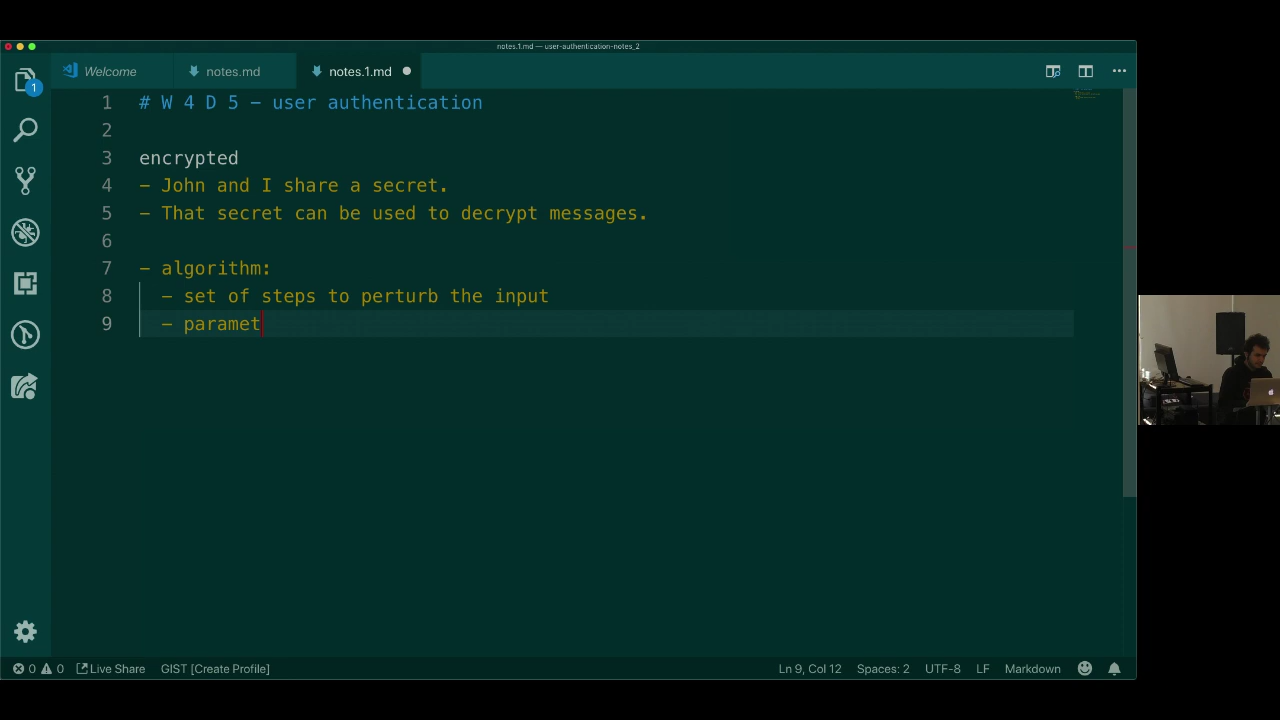 notes.1.md — user-authentication-notes_2
Welcome
notes.md
notes.1.md
1
1 # W 4 D 5 - user authentication
2
3 encrypted
4 - John and I share a secret.
5 - That secret can be used to decrypt messages.
6
7 - algorithm:
8 - set of steps to perturb the input
9 - paramet
0 0 Live Share GIST [Create Profile] Ln 9, Col 12 Spaces: 2 UTF-8 LF Markdown